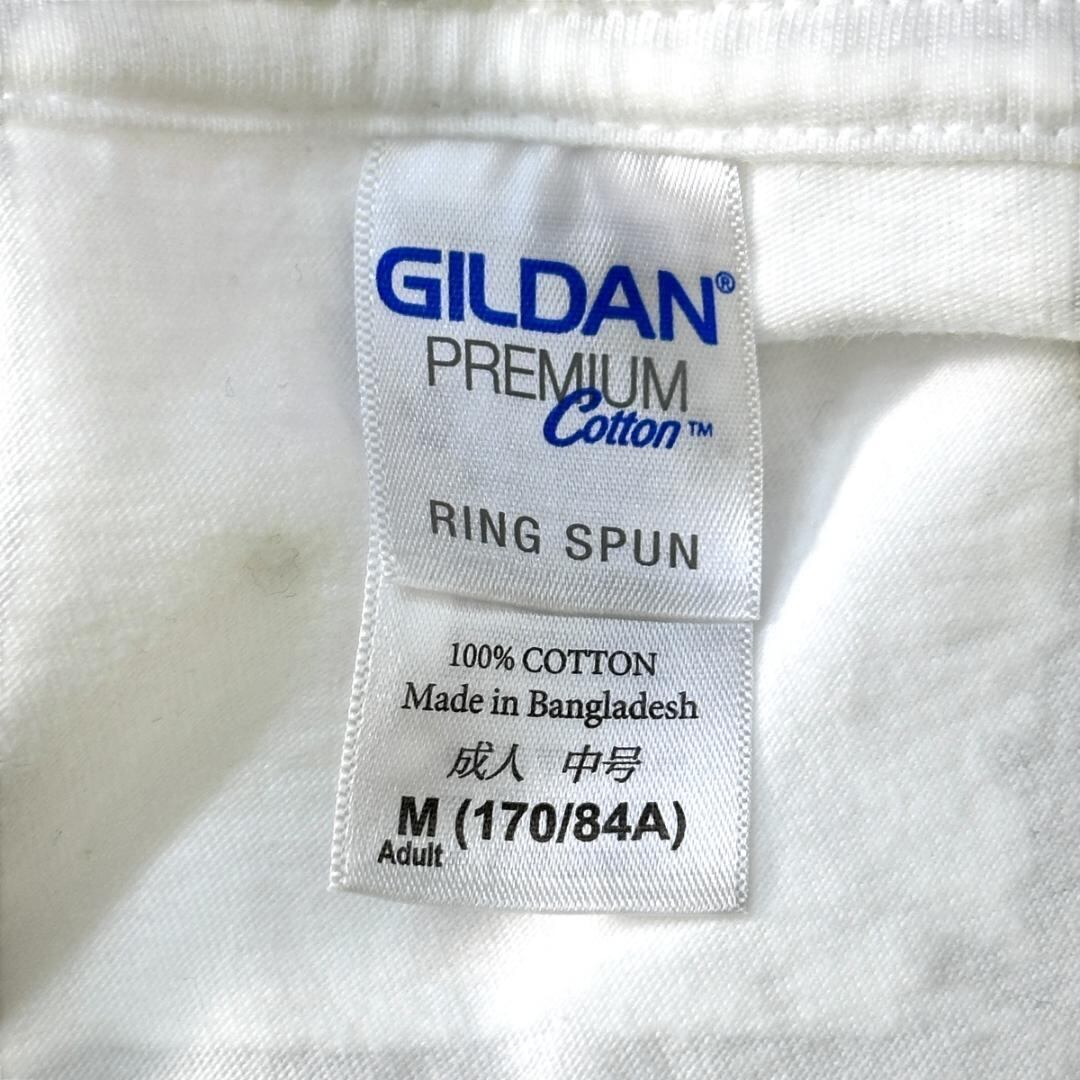 GILDAN®
PREMIUM
Cotton™
RING SPUN
100% COTTON
Made in Bangladesh
成人 中号
M (170/84A)
Adult